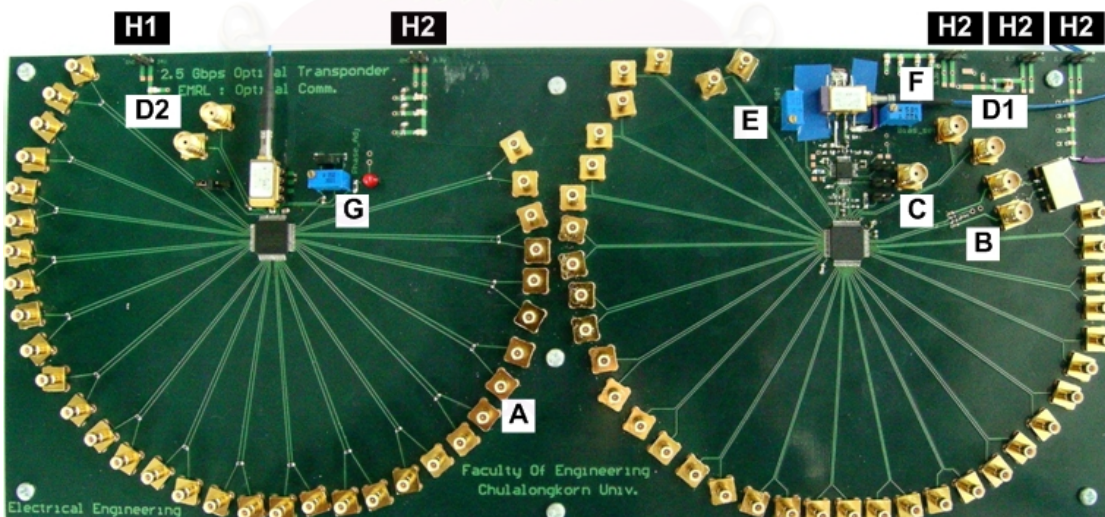 H1
H2
H2
H2
H2
2.5 Gbps Optical Transponder
EMRL : Optical Comm.
D2
F
D1
E
Phase_Adj
G
C
B
A
Faculty Of Engineering
Chulalongkorn Univ.
Electrical Engineering